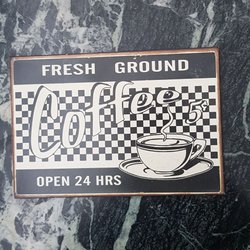 FRESH GROUND
Coffee 5¢
OPEN 24 HRS